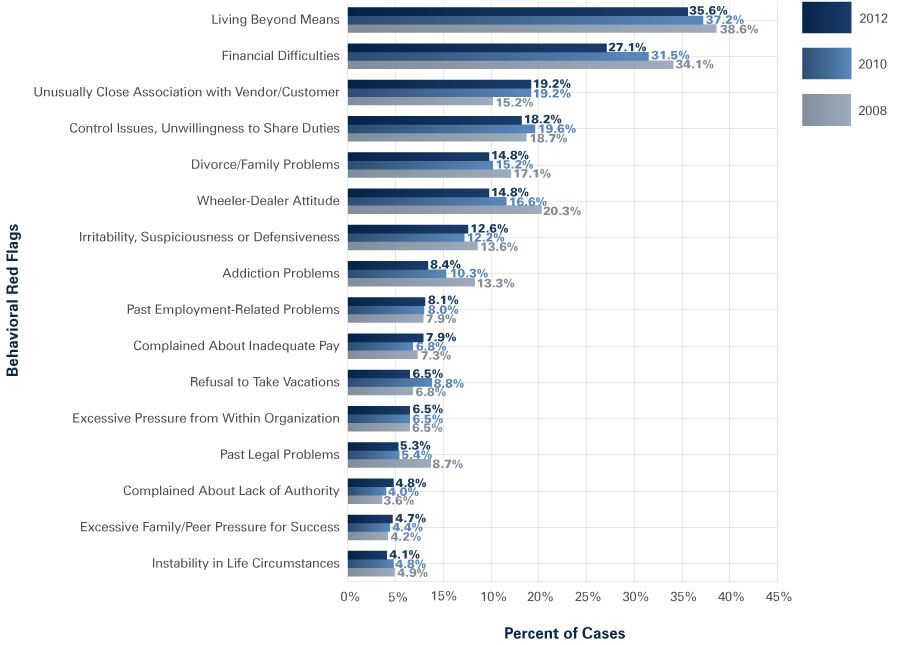 Living Beyond Means
35.6%
37.2%
38.6%
Financial Difficulties
27.1%
31.5%
34.1%
Unusually Close Association with Vendor/Customer
19.2%
19.2%
15.2%
Control Issues, Unwillingness to Share Duties
18.2%
19.6%
18.7%
Divorce/Family Problems
14.8%
15.2%
17.1%
Wheeler-Dealer Attitude
14.8%
16.6%
20.3%
Irritability, Suspiciousness or Defensiveness
12.6%
12.2%
13.6%
Addiction Problems
8.4%
10.3%
13.3%
Past Employment-Related Problems
8.1%
8.0%
7.9%
Complained About Inadequate Pay
7.9%
6.8%
7.3%
Refusal to Take Vacations
6.5%
8.8%
6.8%
Excessive Pressure from Within Organization
6.5%
6.5%
6.5%
Past Legal Problems
5.3%
5.4%
8.7%
Complained About Lack of Authority
4.8%
4.0%
3.6%
Excessive Family/Peer Pressure for Success
4.7%
4.4%
4.2%
Instability in Life Circumstances
4.1%
4.8%
4.9%
0% 5% 15% 10% 20% 25% 30% 35% 40% 45%
Percent of Cases
Behavioral Red Flags
2012
2010
2008